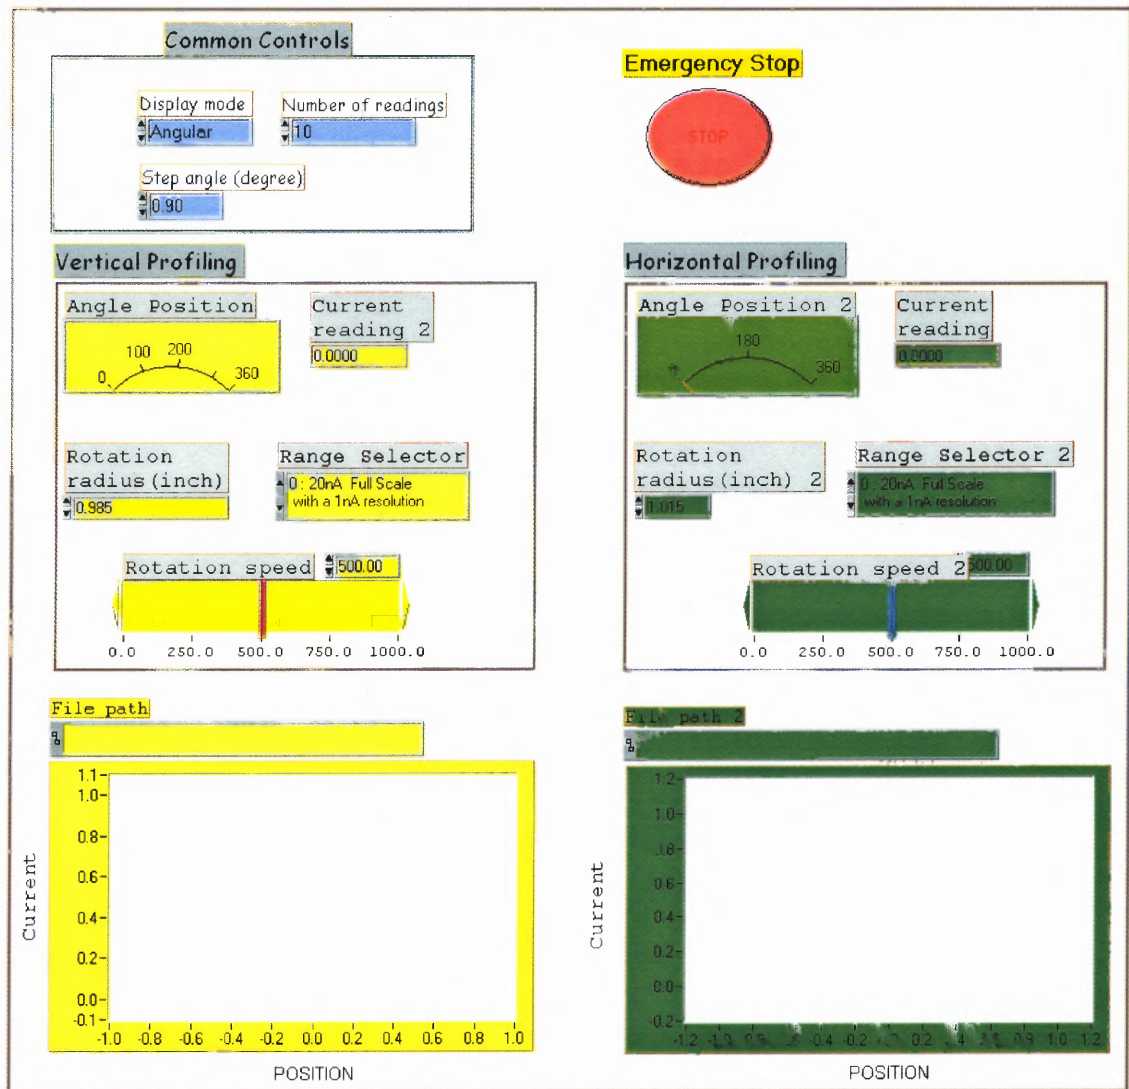 Common Controls
Display mode
Angular
Number of readings
10
Step angle (degree)
0.90
Emergency Stop
STOP
Vertical Profiling
Angle Position
0 100 200 360
Current
reading 2
0.0000
Rotation
radius(inch)
0.985
Range Selector
0 : 20nA Full Scale
with a 1nA resolution
Rotation speed
500.00
0.0 250.0 500.0 750.0 1000.0
Horizontal Profiling
Angle Position 2
180
360
Current
reading
0.0000
Rotation
radius(inch) 2
1.015
Range Selector 2
0 : 20nA Full Scale
with a 1nA resolution
Rotation speed 2
500.00
0.0 250.0 500.0 750.0 1000.0
File path
1.1
1.0
0.8
0.6
0.4
0.2
0.0
-0.1
-1.0 -0.8 -0.6 -0.4 -0.2 0.0 0.2 0.4 0.6 0.8 1.0
Current
POSITION
File path 2
1.2
1.0
0.6
0.4
0.2
0.0
-0.2
-1.2 -1.0 -0.4 -0.2 0.2 0.4 1.0 1.2
Current
POSITION